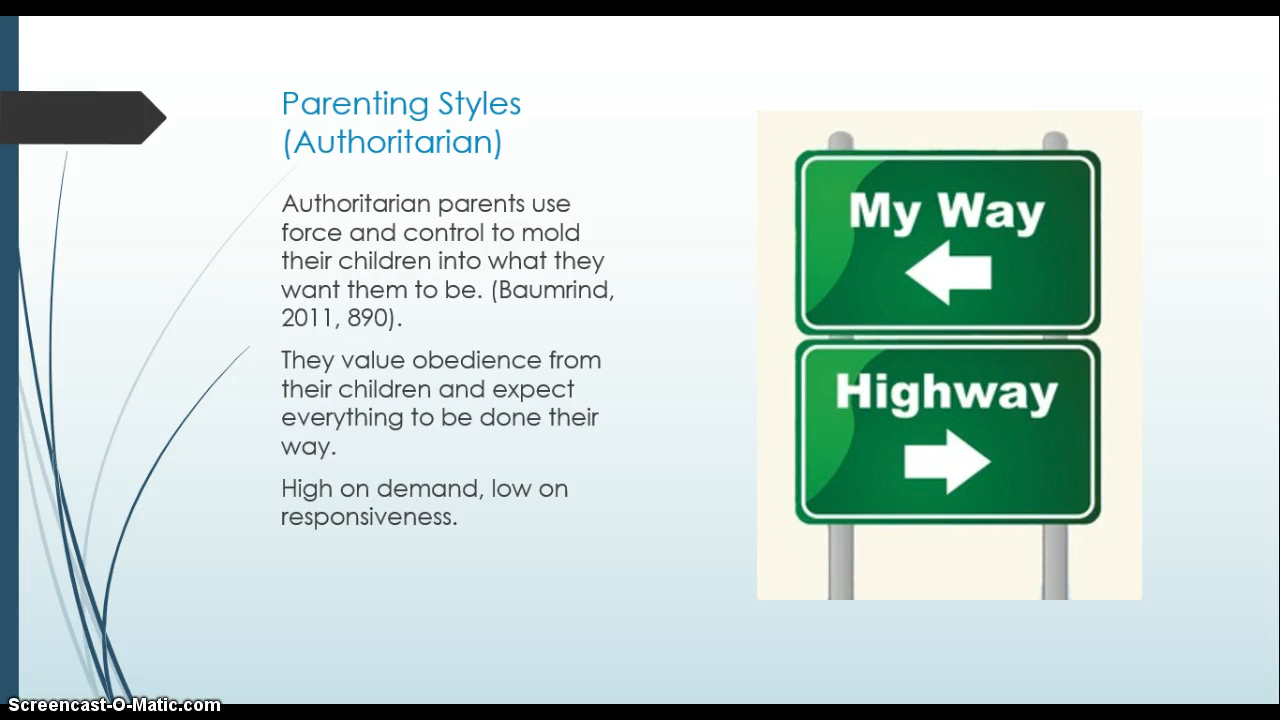 Parenting Styles
(Authoritarian)
Authoritarian parents use
force and control to mold
their children into what they
want them to be. (Baumrind,
2011, 890).
They value obedience from
their children and expect
everything to be done their
way.
High on demand, low on
responsiveness.
My Way
Highway
Screencast-O-Matic.com